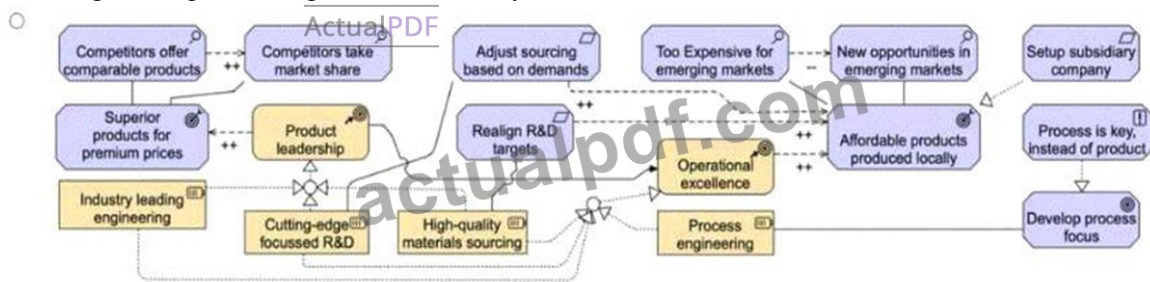 ActualPDF
Competitors offer
comparable products
++
Competitors take
market share
Adjust sourcing
based on demands
Too Expensive for
emerging markets
--
New opportunities in
emerging markets
Setup subsidiary
company
Superior
products for
premium prices
++
Product
leadership
Realign R&D
targets
++
++
Operational
excellence
++
Affordable products
produced locally
Process is key,
instead of product
Industry leading
engineering
Cutting-edge
focussed R&D
High-quality
materials sourcing
Process
engineering
Develop process
focus
actualpdf.com